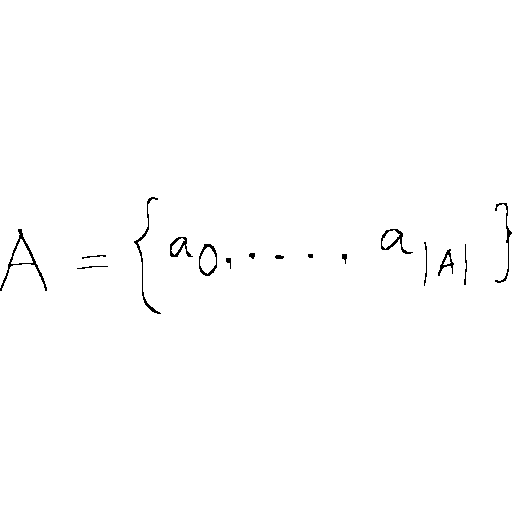 A = {a_0 ..... a_{|A|}}